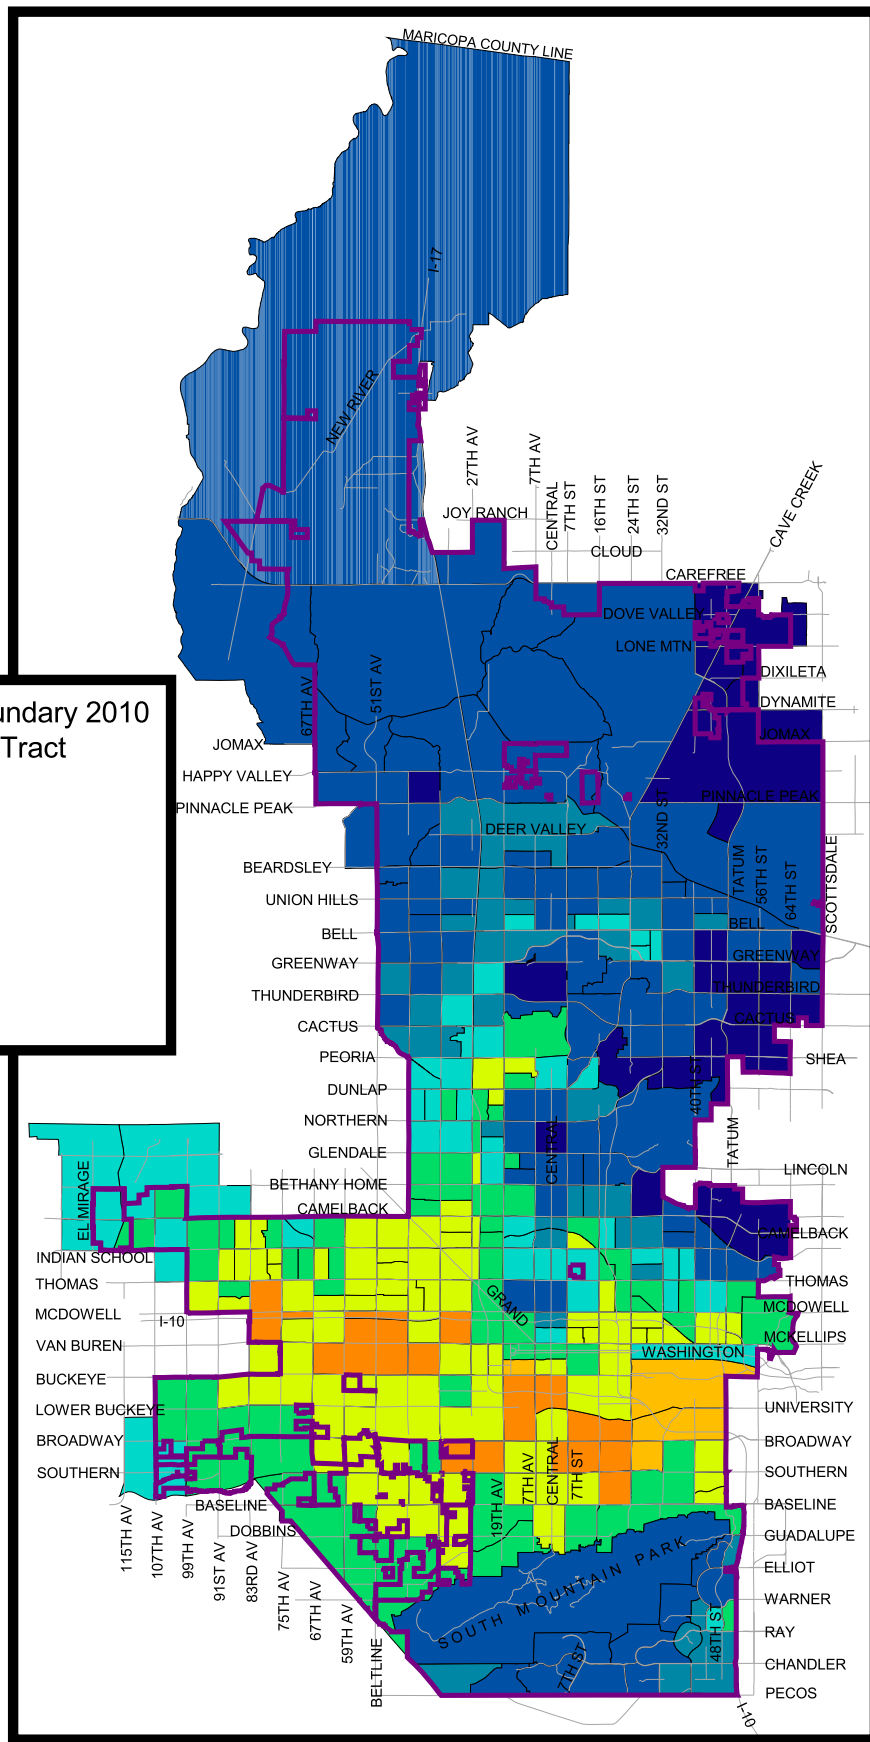 MARICOPA COUNTY LINE
I-17
NEW RIVER
27TH AV
7TH AV
CENTRAL
7TH ST
16TH ST
24TH ST
32ND ST
CAVE CREEK
JOY RANCH
CLOUD
CAREFREE
DOVE VALLEY
LONE MTN
DIXILETA
DYNAMITE
67TH AV
51ST AV
undary 2010
Tract
JOMAX
JOMAX
HAPPY VALLEY
PINNACLE PEAK
PINNACLE PEAK
DEER VALLEY
32ND ST
TATUM
56TH ST
64TH ST
SCOTTSDALE
BEARDSLEY
UNION HILLS
BELL
BELL
GREENWAY
GREENWAY
THUNDERBIRD
THUNDERBIRD
CACTUS
CACTUS
PEORIA
SHEA
DUNLAP
40TH ST
NORTHERN
CENTRAL
TATUM
GLENDALE
LINCOLN
BETHANY HOME
EL MIRAGE
CAMELBACK
CAMELBACK
INDIAN SCHOOL
THOMAS
THOMAS
GRAND
MCDOWELL
MCDOWELL
I-10
VAN BUREN
MCKELLIPS
WASHINGTON
BUCKEYE
LOWER BUCKEYE
UNIVERSITY
BROADWAY
BROADWAY
SOUTHERN
SOUTHERN
7TH AV
CENTRAL
7TH ST
19TH AV
BASELINE
BASELINE
DOBBINS
GUADALUPE
115TH AV
107TH AV
99TH AV
91ST AV
83RD AV
75TH AV
67TH AV
59TH AV
BELTLINE
ELLIOT
SOUTH MOUNTAIN PARK
WARNER
48TH ST
RAY
7TH ST
CHANDLER
PECOS
I-10